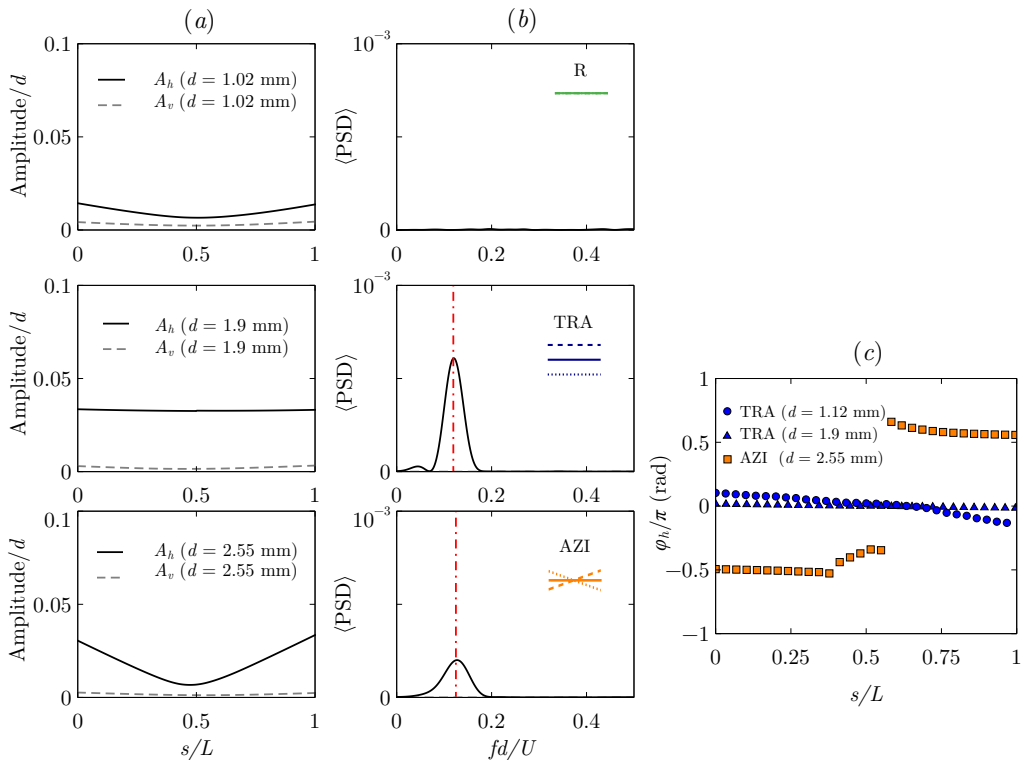 (a)
(b)
0.1
0.05
0
Amplitude/d
A_h (d = 1.02 mm)
A_v (d = 1.02 mm)
0
0.5
1
10^{-3}
0
⟨PSD⟩
R
0
0.2
0.4
0.1
0.05
0
Amplitude/d
A_h (d = 1.9 mm)
A_v (d = 1.9 mm)
0
0.5
1
10^{-3}
0
⟨PSD⟩
TRA
0
0.2
0.4
0.1
0.05
0
Amplitude/d
A_h (d = 2.55 mm)
A_v (d = 2.55 mm)
0
0.5
1
s/L
10^{-3}
0
⟨PSD⟩
AZI
0
0.2
0.4
fd/U
(c)
1
0.5
0
−0.5
−1
φ_h/π (rad)
TRA (d = 1.12 mm)
TRA (d = 1.9 mm)
AZI (d = 2.55 mm)
0
0.25
0.5
0.75
1
s/L